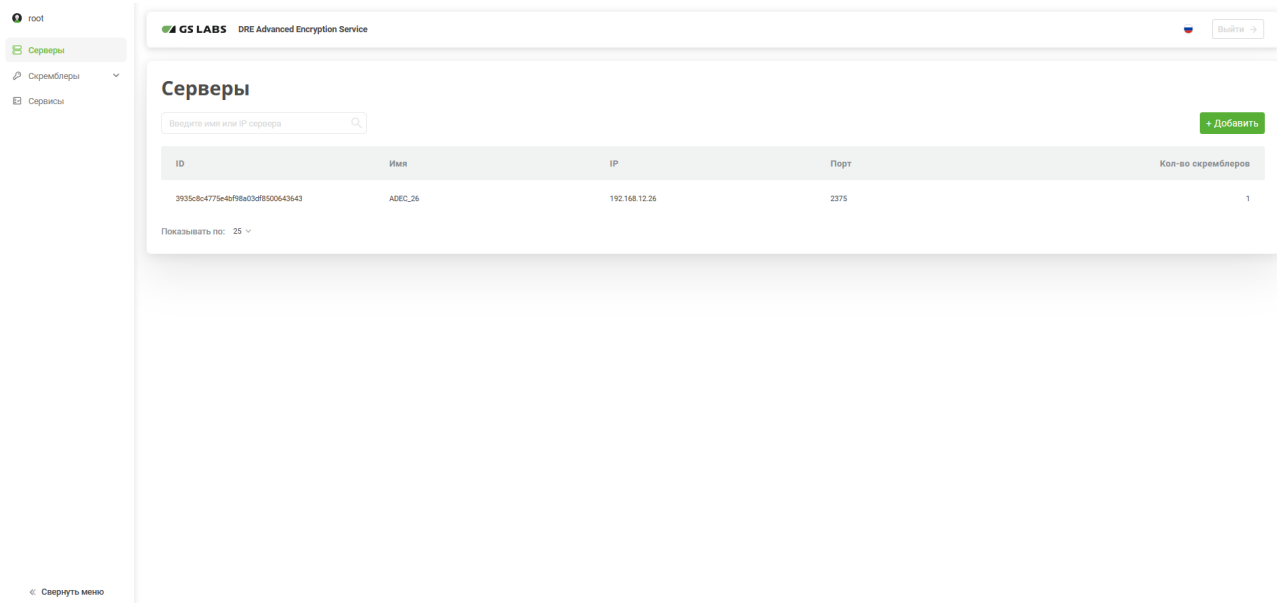 root
Серверы
Скремблеры
Сервисы
Свернуть меню
GS LABS DRE Advanced Encryption Service
Выйти
Серверы
Введите имя или IP сервера
+ Добавить
ID Имя IP Порт Кол-во скремблеров
3935c8c4775e4bf98a03df8500643643 ADEC_26 192.168.12.26 2375 1
Показывать по: 25